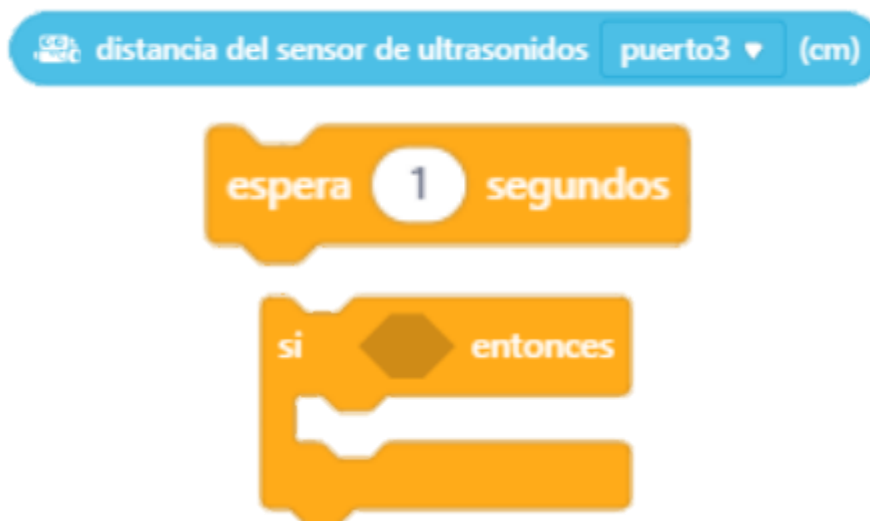 distancia del sensor de ultrasonidos puerto3 (cm)
espera 1 segundos
si entonces